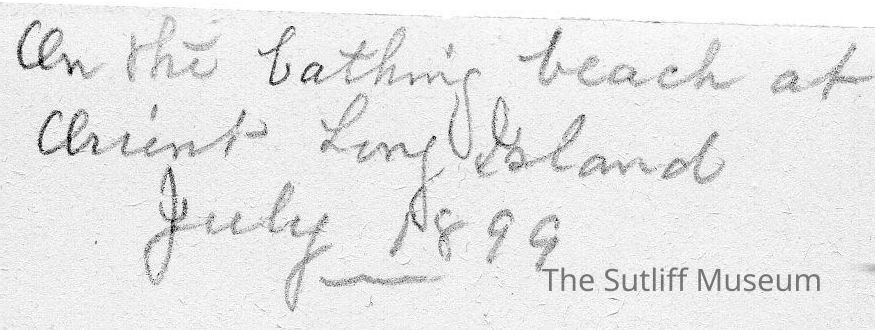 On the bathing beach at
Orient Long Island
July 1899
The Sutliff Museum